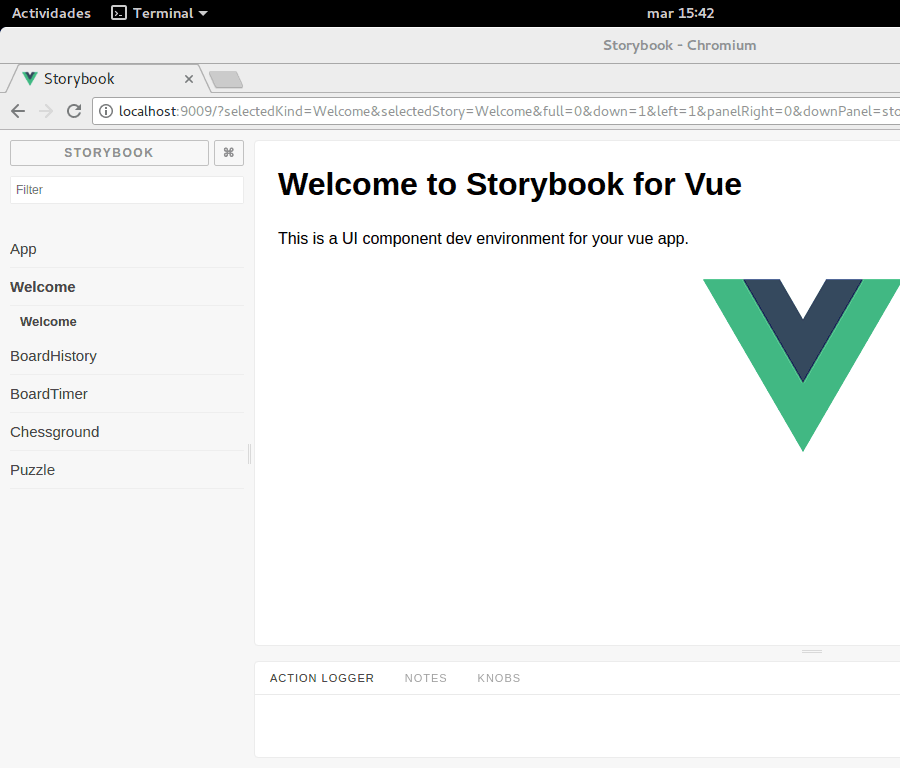 Actividades Terminal mar 15:42
Storybook - Chromium
Storybook
localhost:9009/?selectedKind=Welcome&selectedStory=Welcome&full=0&down=1&left=1&panelRight=0&downPanel=sto
STORYBOOK ⌘
Filter
App
Welcome
Welcome
BoardHistory
BoardTimer
Chessground
Puzzle
Welcome to Storybook for Vue
This is a UI component dev environment for your vue app.
ACTION LOGGER NOTES KNOBS